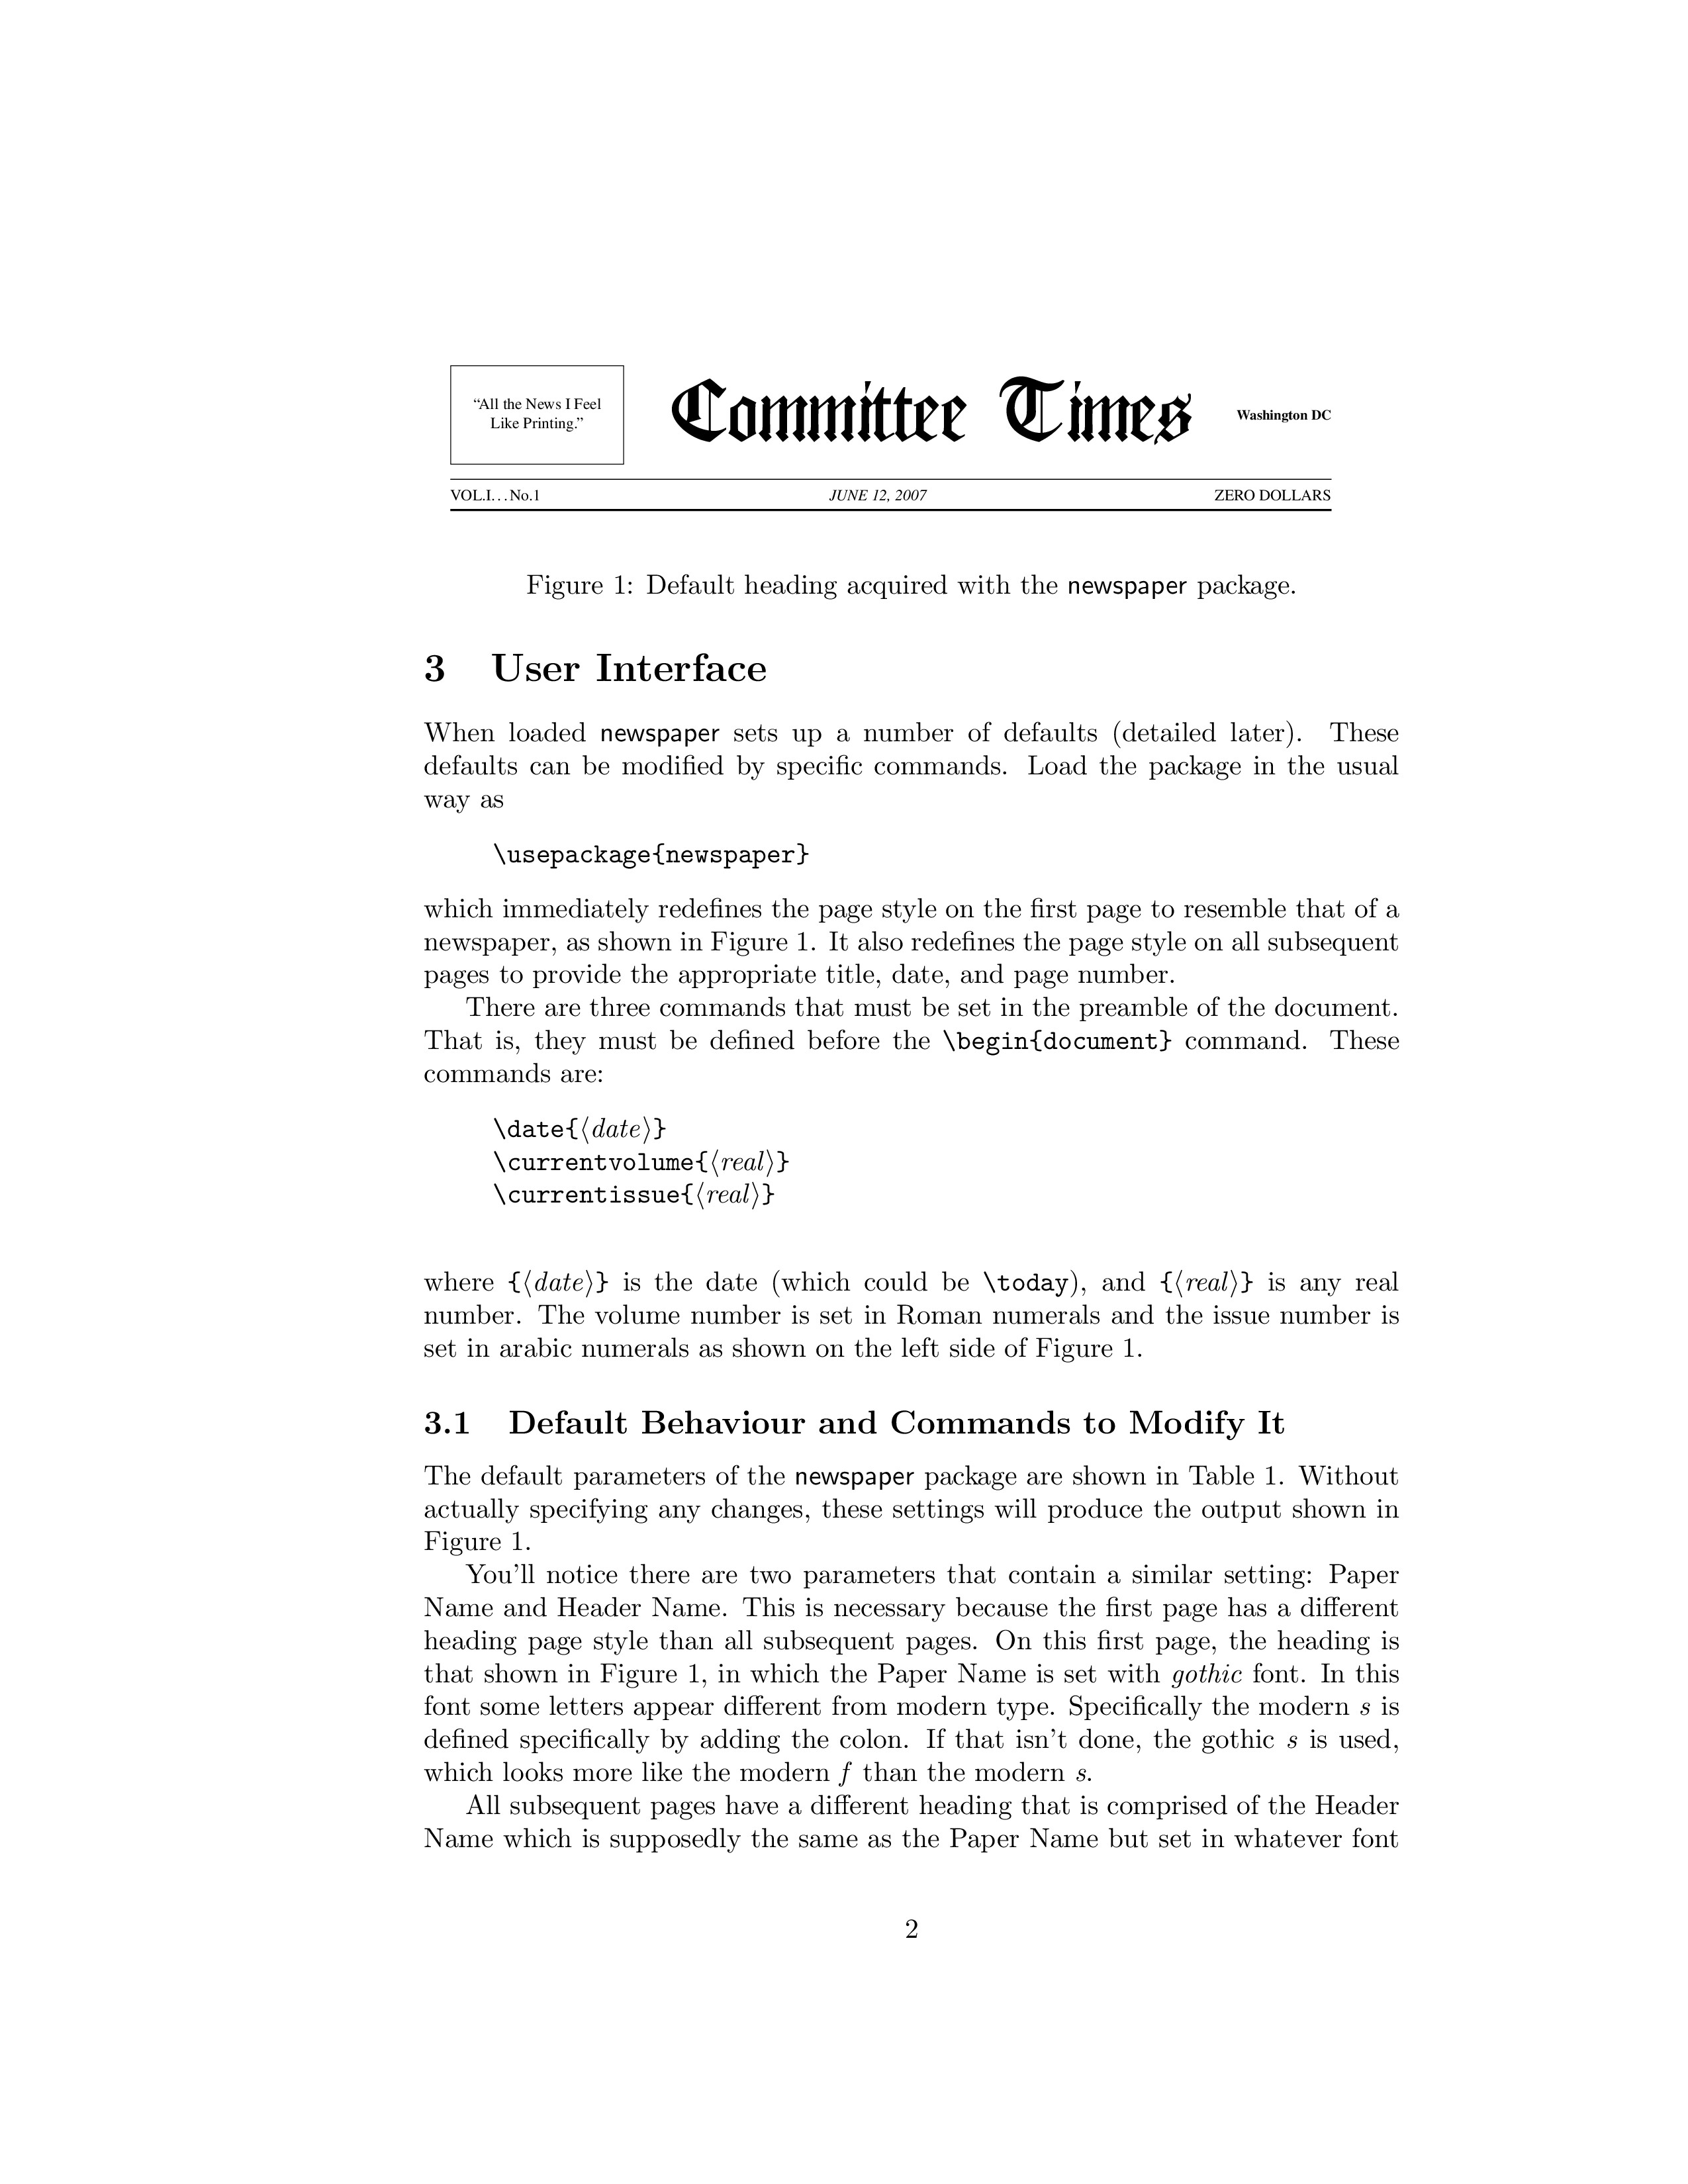 “All the News I Feel
Like Printing.”
Committee Times
Washington DC
VOL.I...No.1 JUNE 12, 2007 ZERO DOLLARS
Figure 1: Default heading acquired with the newspaper package.
3 User Interface
When loaded newspaper sets up a number of defaults (detailed later). These
defaults can be modified by specific commands. Load the package in the usual
way as
\usepackage{newspaper}
which immediately redefines the page style on the first page to resemble that of a
newspaper, as shown in Figure 1. It also redefines the page style on all subsequent
pages to provide the appropriate title, date, and page number.
There are three commands that must be set in the preamble of the document.
That is, they must be defined before the \begin{document} command. These
commands are:
\date{⟨date⟩}
\currentvolume{⟨real⟩}
\currentissue{⟨real⟩}
where {⟨date⟩} is the date (which could be \today), and {⟨real⟩} is any real
number. The volume number is set in Roman numerals and the issue number is
set in arabic numerals as shown on the left side of Figure 1.
3.1 Default Behaviour and Commands to Modify It
The default parameters of the newspaper package are shown in Table 1. Without
actually specifying any changes, these settings will produce the output shown in
Figure 1.
You’ll notice there are two parameters that contain a similar setting: Paper
Name and Header Name. This is necessary because the first page has a different
heading page style than all subsequent pages. On this first page, the heading is
that shown in Figure 1, in which the Paper Name is set with gothic font. In this
font some letters appear different from modern type. Specifically the modern s is
defined specifically by adding the colon. If that isn’t done, the gothic s is used,
which looks more like the modern f than the modern s.
All subsequent pages have a different heading that is comprised of the Header
Name which is supposedly the same as the Paper Name but set in whatever font
2